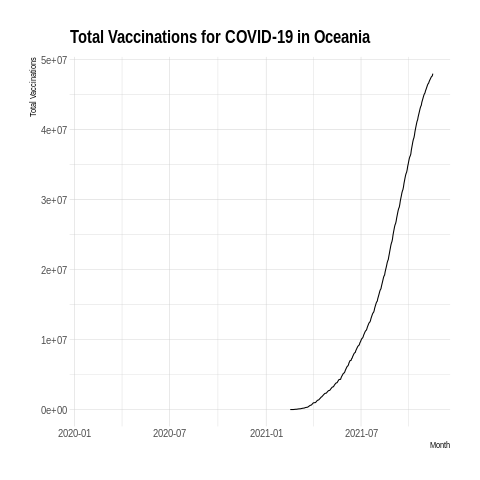 Total Vaccinations for COVID-19 in Oceania
Total Vaccinations
5e+07
4e+07
3e+07
2e+07
1e+07
0e+00
2020-01 2020-07 2021-01 2021-07
Month